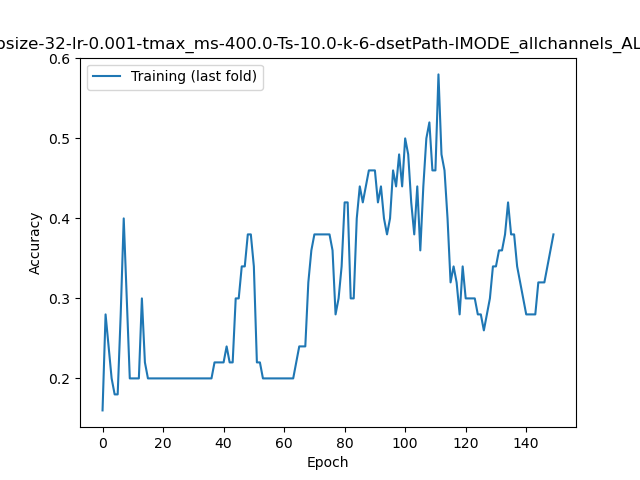 osize-32-lr-0.001-tmax_ms-400.0-Ts-10.0-k-6-dsetPath-IMODE_allchannels_AL
Training (last fold)
0.6
0.5
0.4
0.3
0.2
Accuracy
0 20 40 60 80 100 120 140
Epoch